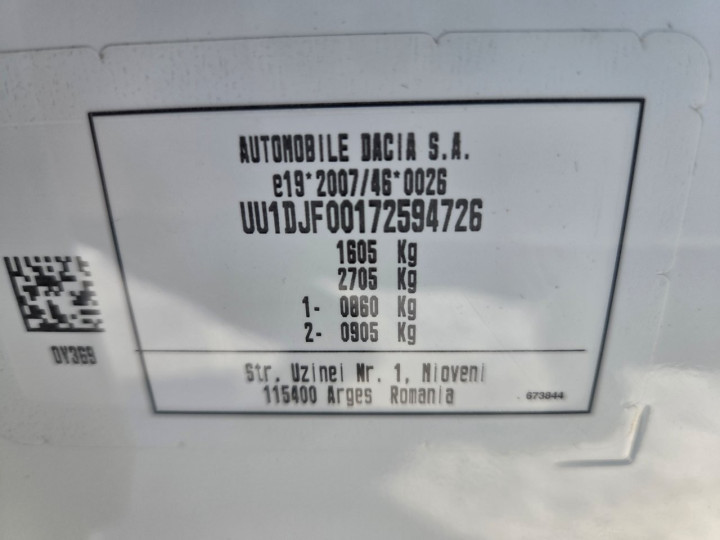 AUTOMOBILE DACIA S.A.
e19*2007/46*0026
UU1DJF00172594726
1605 Kg
2705 Kg
1- 0860 Kg
2- 0905 Kg
DY369
Str. Uzinei Nr. 1, Mioveni
115400 Arges Romania
873844